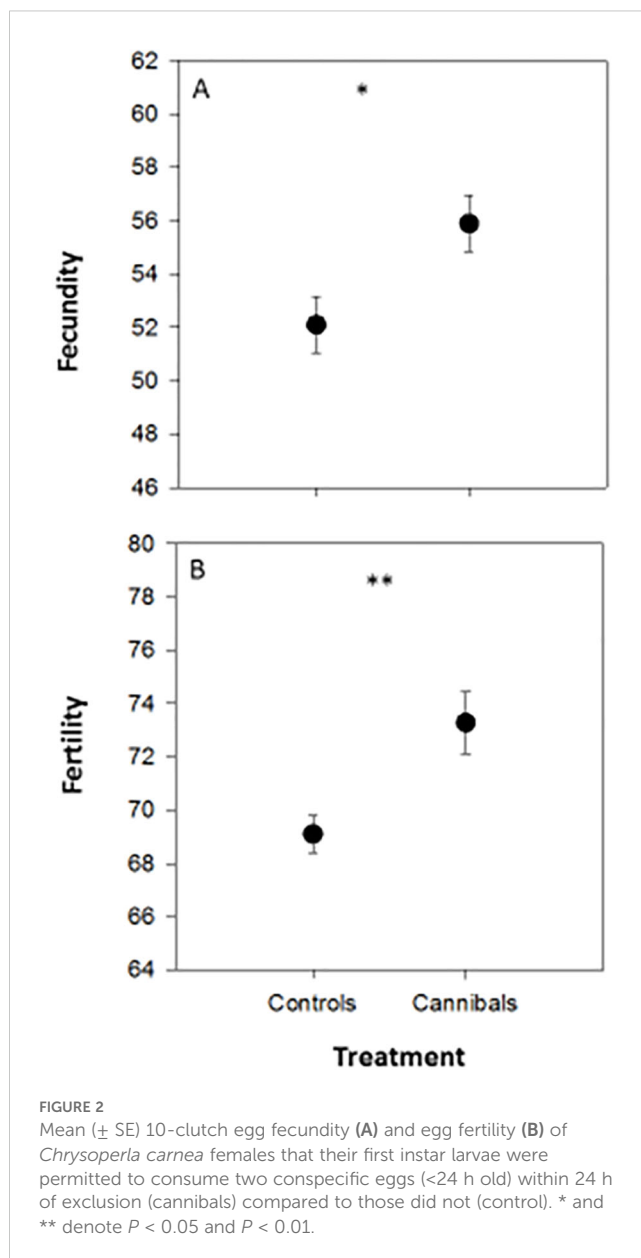 62
A
*
60
58
56
54
52
50
48
46
Fecundity
80
B
**
78
76
74
72
70
68
66
64
Fertility
Controls Cannibals
Treatment
FIGURE 2
Mean (± SE) 10-clutch egg fecundity (A) and egg fertility (B) of
Chrysoperla carnea females that their first instar larvae were
permitted to consume two conspecific eggs (<24 h old) within 24 h
of exclusion (cannibals) compared to those did not (control). * and
** denote P < 0.05 and P < 0.01.